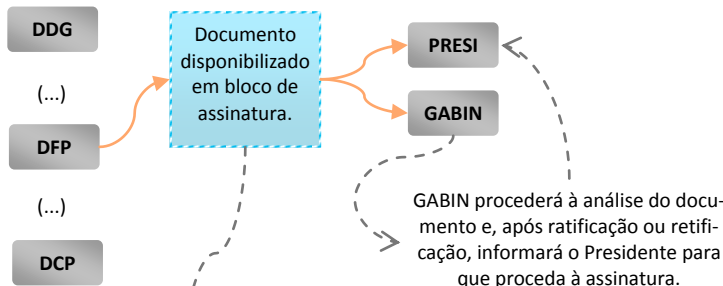 DDG
(...)
DFP
(...)
DCP
Documento
disponibilizado
em bloco de
assinatura.
PRESI
GABIN
GABIN procederá à análise do docu-
mento e, após ratificação ou retifi-
cação, informará o Presidente para
que proceda à assinatura.